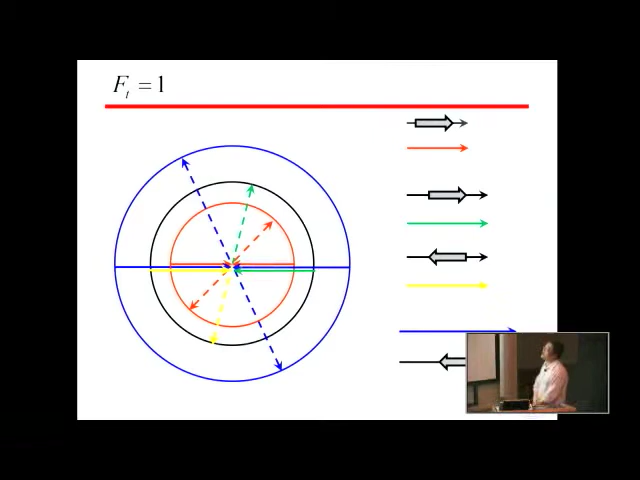 F_t = 1